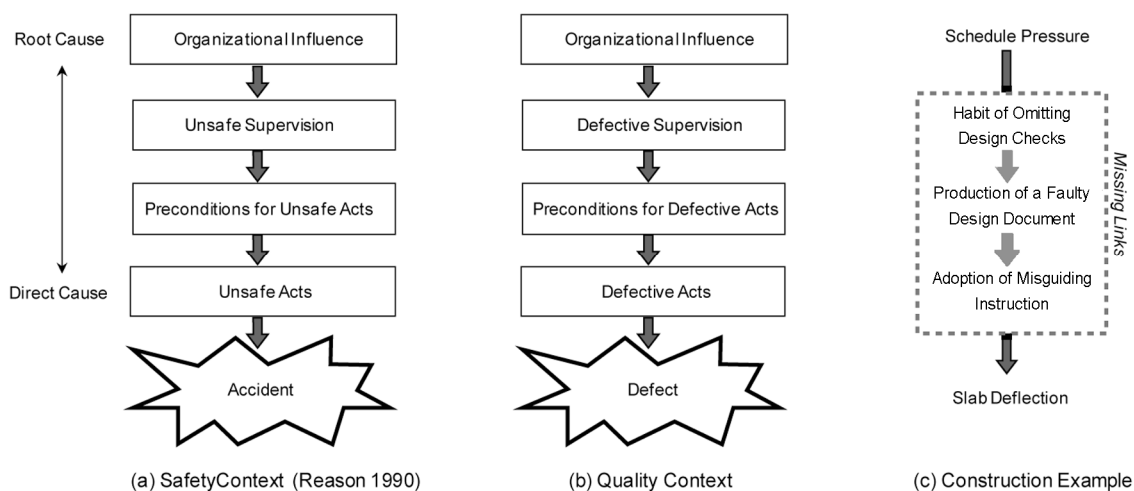 Root Cause
Direct Cause
Organizational Influence
Unsafe Supervision
Preconditions for Unsafe Acts
Unsafe Acts
Accident
(a) SafetyContext (Reason 1990)
Organizational Influence
Defective Supervision
Preconditions for Defective Acts
Defective Acts
Defect
(b) Quality Context
Schedule Pressure
Habit of Omitting
Design Checks
Production of a Faulty
Design Document
Adoption of Misguiding
Instruction
Missing Links
Slab Deflection
(c) Construction Example